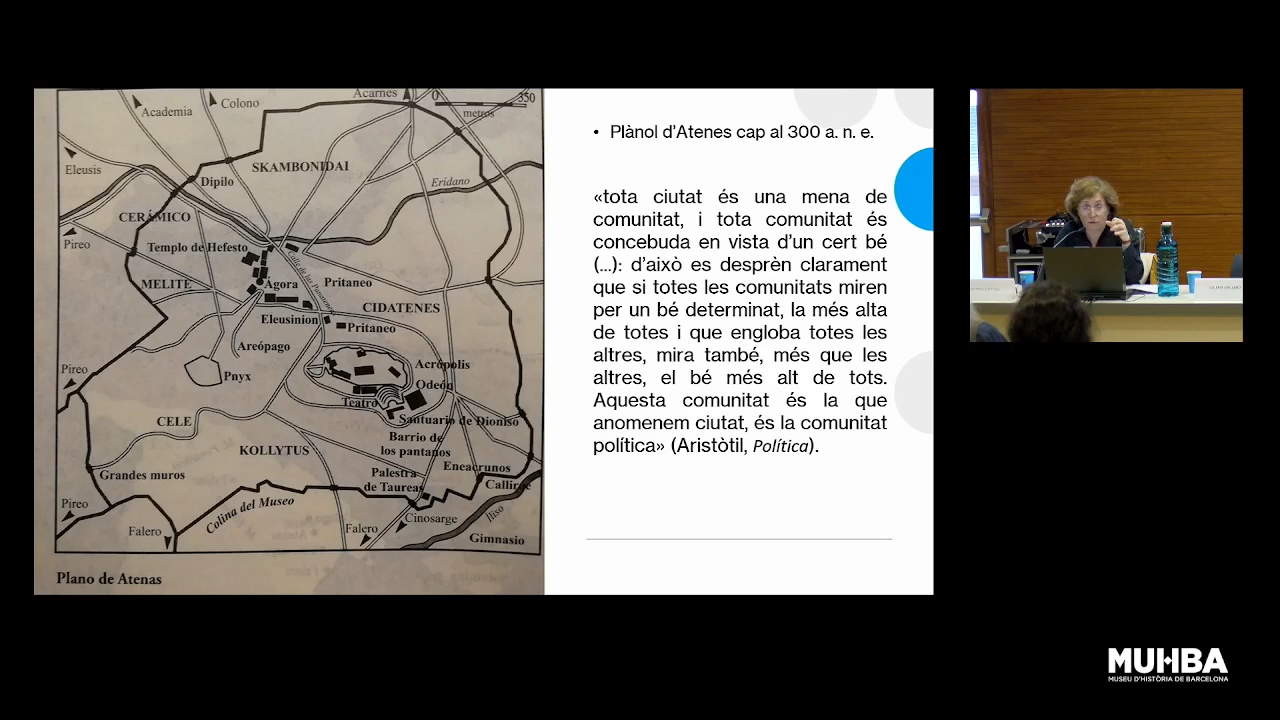 Acarnes
0
350
metros
Academia
Colono
SKAMBONIDAI
Eleusis
Dipilo
Erídano
CERÁMICO
Pireo
Templo de Hefesto
MELITE
Ágora
Pritaneo
CIDATENES
Eleusinion
Pritaneo
Areópago
Pireo
Pnyx
Acrópolis
Odeón
Teatro
Santuario de Dioniso
CELE
Barrio de
los pantanos
KOLLYTUS
Eneacrunos
Grandes muros
Palestra
de Taureas
Calliroe
Pireo
Colina del Museo
Iliso
Falero
Falero
Cinosarge
Gimnasio
Plano de Atenas
• Plànol d'Atenes cap al 300 a. n. e.
«tota ciutat és una mena de
comunitat, i tota comunitat és
concebuda en vista d'un cert bé
(...): d'això es desprèn clarament
que si totes les comunitats miren
per un bé determinat, la més alta
de totes i que engloba totes les
altres, mira també, més que les
altres, el bé més alt de tots.
Aquesta comunitat és la que
anomenem ciutat, és la comunitat
política» (Aristòtil, Política).
MUHBA
MUSEU D'HISTÒRIA DE BARCELONA